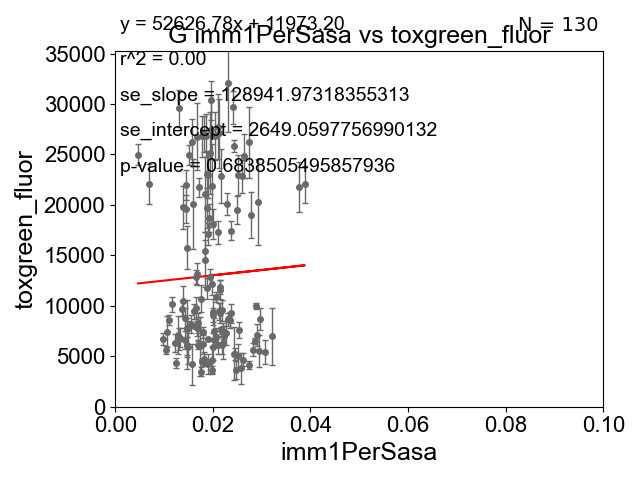 y = 52626.78x + 11973.20
N = 130
G imm1PerSasa vs toxgreen_fluor
r^2 = 0.00
se_slope = 128941.97318355313
se_intercept = 2649.0597756990132
p-value = 0.6838505495857936
35000
30000
25000
20000
15000
10000
5000
0
toxgreen_fluor
0.00
0.02
0.04
0.06
0.08
0.10
imm1PerSasa